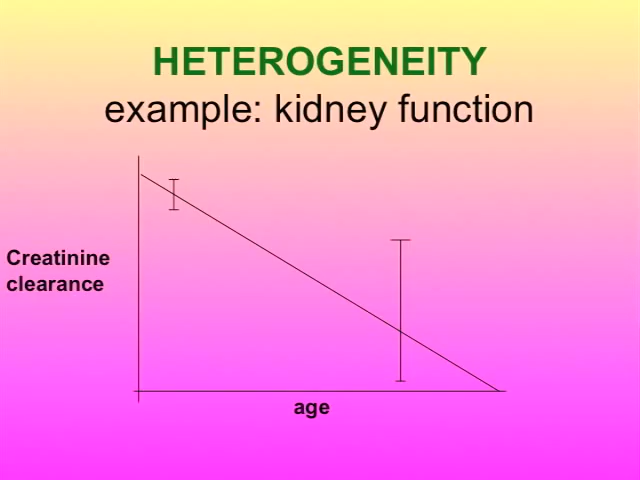 HETEROGENEITY
example: kidney function
Creatinine
clearance
age